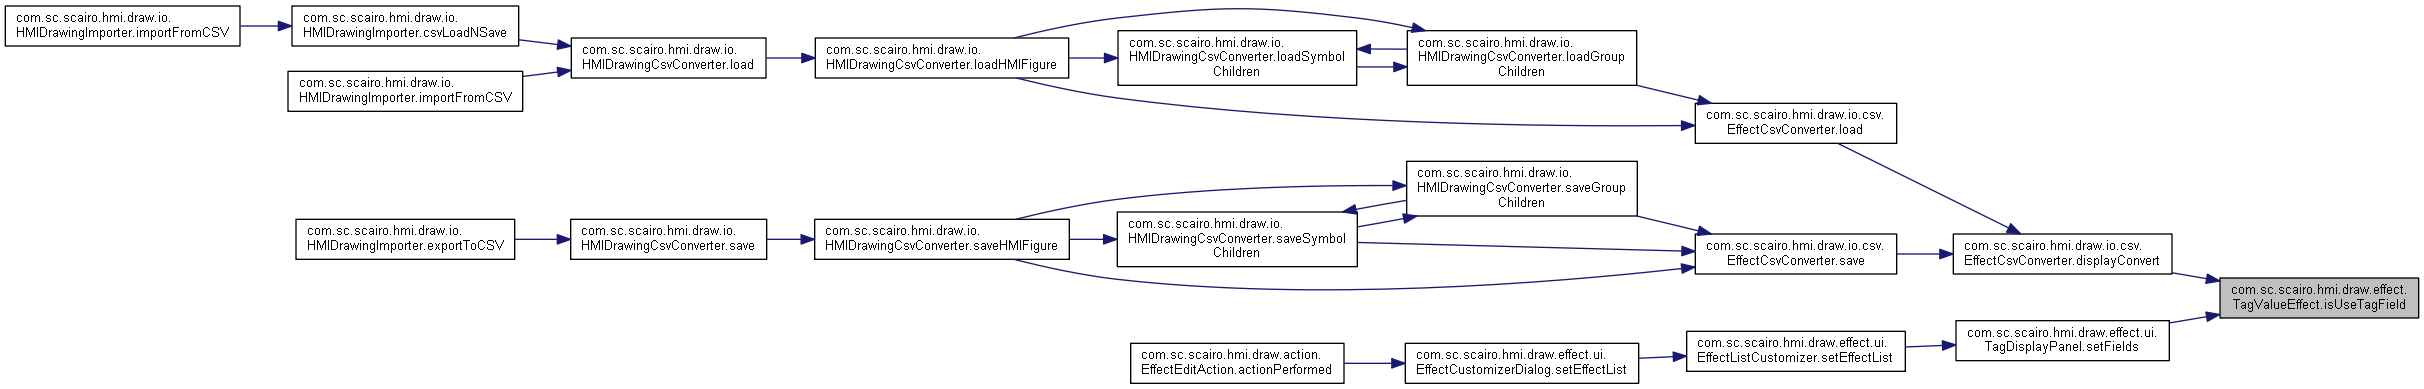 com.sc.scairo.hmi.draw.io.
HMIDrawingImporter.importFromCSV
com.sc.scairo.hmi.draw.io.
HMIDrawingImporter.csvLoadNSave
com.sc.scairo.hmi.draw.io.
HMIDrawingImporter.importFromCSV
com.sc.scairo.hmi.draw.io.
HMIDrawingCsvConverter.load
com.sc.scairo.hmi.draw.io.
HMIDrawingCsvConverter.loadHMIFigure
com.sc.scairo.hmi.draw.io.
HMIDrawingCsvConverter.loadSymbol
Children
com.sc.scairo.hmi.draw.io.
HMIDrawingCsvConverter.loadGroup
Children
com.sc.scairo.hmi.draw.io.csv.
EffectCsvConverter.load
com.sc.scairo.hmi.draw.io.
HMIDrawingImporter.exportToCSV
com.sc.scairo.hmi.draw.io.
HMIDrawingCsvConverter.save
com.sc.scairo.hmi.draw.io.
HMIDrawingCsvConverter.saveHMIFigure
com.sc.scairo.hmi.draw.io.
HMIDrawingCsvConverter.saveSymbol
Children
com.sc.scairo.hmi.draw.io.
HMIDrawingCsvConverter.saveGroup
Children
com.sc.scairo.hmi.draw.io.csv.
EffectCsvConverter.save
com.sc.scairo.hmi.draw.io.csv.
EffectCsvConverter.displayConvert
com.sc.scairo.hmi.draw.effect.
TagValueEffect.isUseTagField
com.sc.scairo.hmi.draw.action.
EffectEditAction.actionPerformed
com.sc.scairo.hmi.draw.effect.ui.
EffectCustomizerDialog.setEffectList
com.sc.scairo.hmi.draw.effect.ui.
EffectListCustomizer.setEffectList
com.sc.scairo.hmi.draw.effect.ui.
TagDisplayPanel.setFields